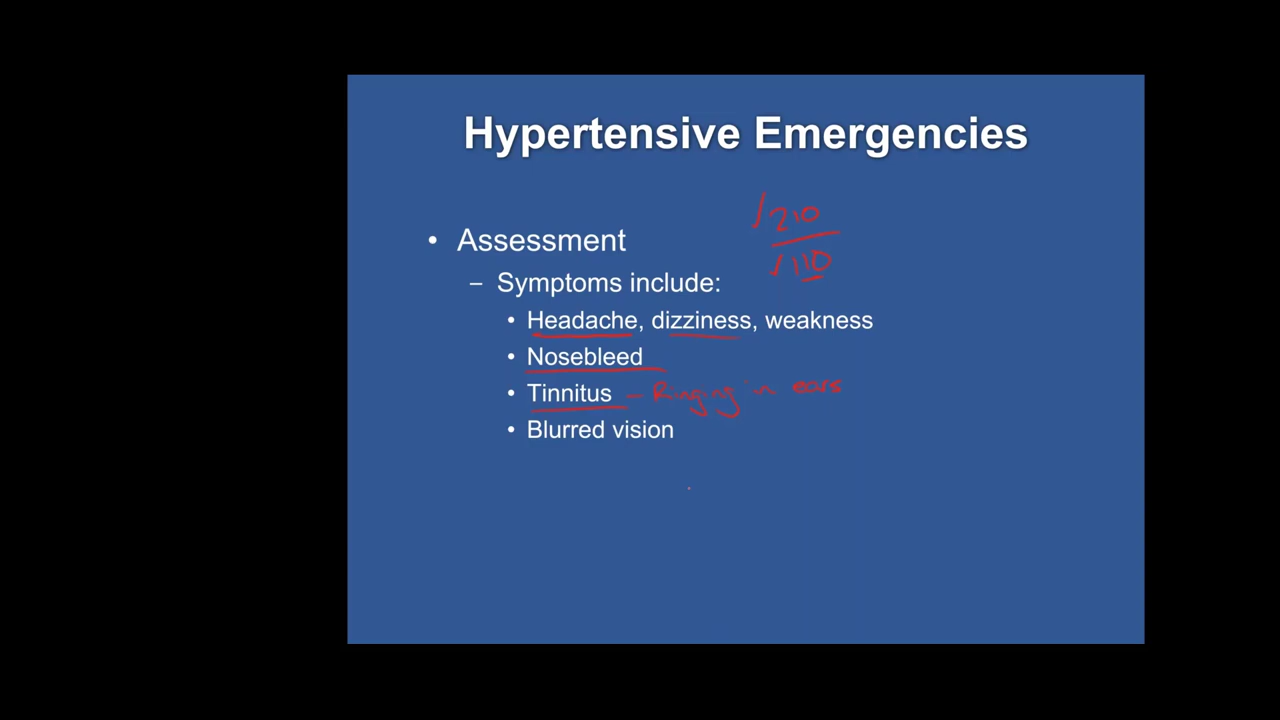 Hypertensive Emergencies
210
• Assessment
110
– Symptoms include:
• Headache, dizziness, weakness
• Nosebleed
• Tinnitus – Ringing in ears
• Blurred vision